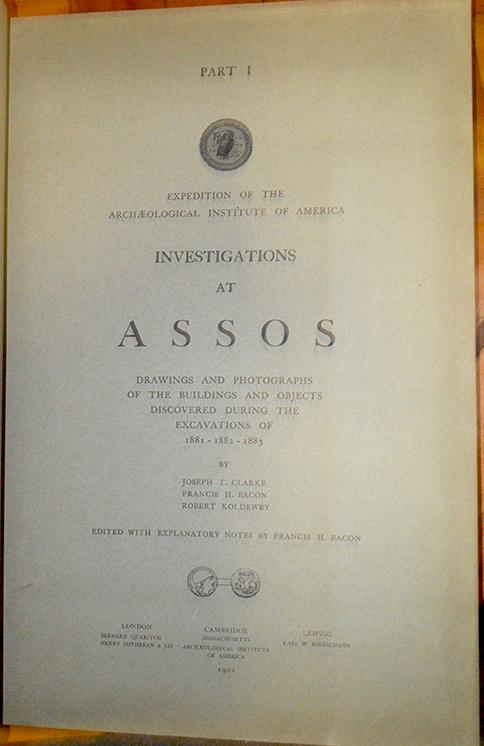 PART I
EXPEDITION OF THE
ARCHÆOLOGICAL INSTITUTE OF AMERICA
INVESTIGATIONS
AT
ASSOS
DRAWINGS AND PHOTOGRAPHS
OF THE BUILDINGS AND OBJECTS
DISCOVERED DURING THE
EXCAVATIONS OF
1881 - 1882 - 1883
BY
JOSEPH T. CLARKE
FRANCIS H. BACON
ROBERT KOLDEWEY
EDITED WITH EXPLANATORY NOTES BY FRANCIS H. BACON
LONDON
BERNARD QUARITCH
HENRY SOTHERAN & CO
CAMBRIDGE
MASSACHUSETTS
ARCHÆOLOGICAL INSTITUTE
OF AMERICA
LEIPZIG
KARL W. HIERSEMANN
1902